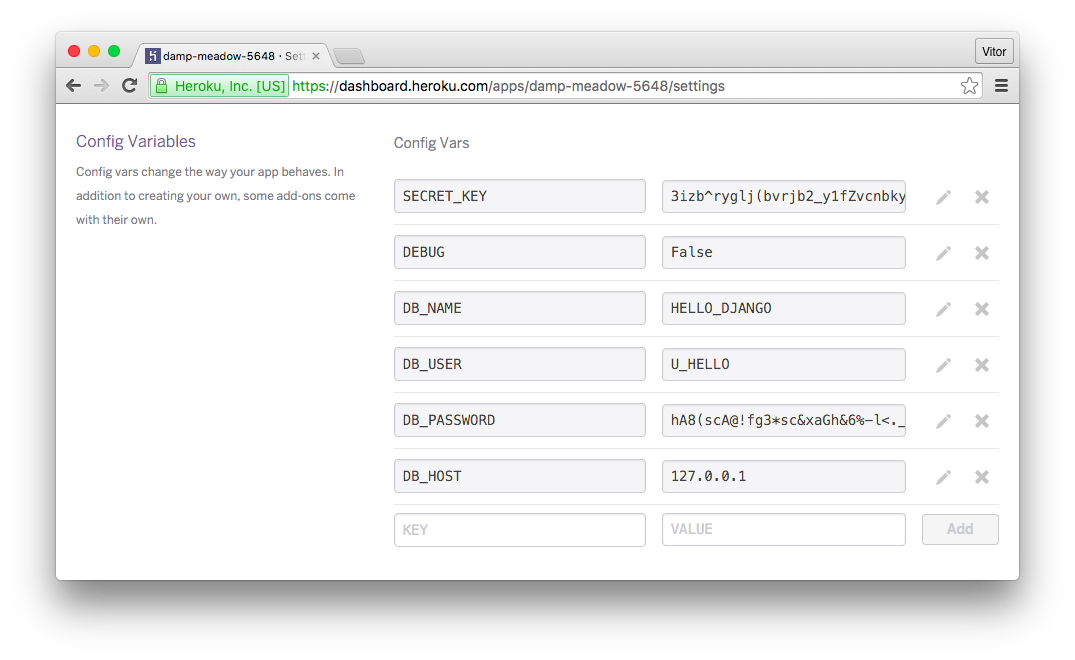 damp-meadow-5648 · Sett
Vitor
Heroku, Inc. [US] https://dashboard.heroku.com/apps/damp-meadow-5648/settings
Config Variables
Config vars change the way your app behaves. In
addition to creating your own, some add-ons come
with their own.
Config Vars
SECRET_KEY 3izb^ryglj(bvrjb2_y1fZvcnbky
DEBUG False
DB_NAME HELLO_DJANGO
DB_USER U_HELLO
DB_PASSWORD hA8(scA@!fg3*sc&xaGh&6%-l<._
DB_HOST 127.0.0.1
KEY VALUE Add